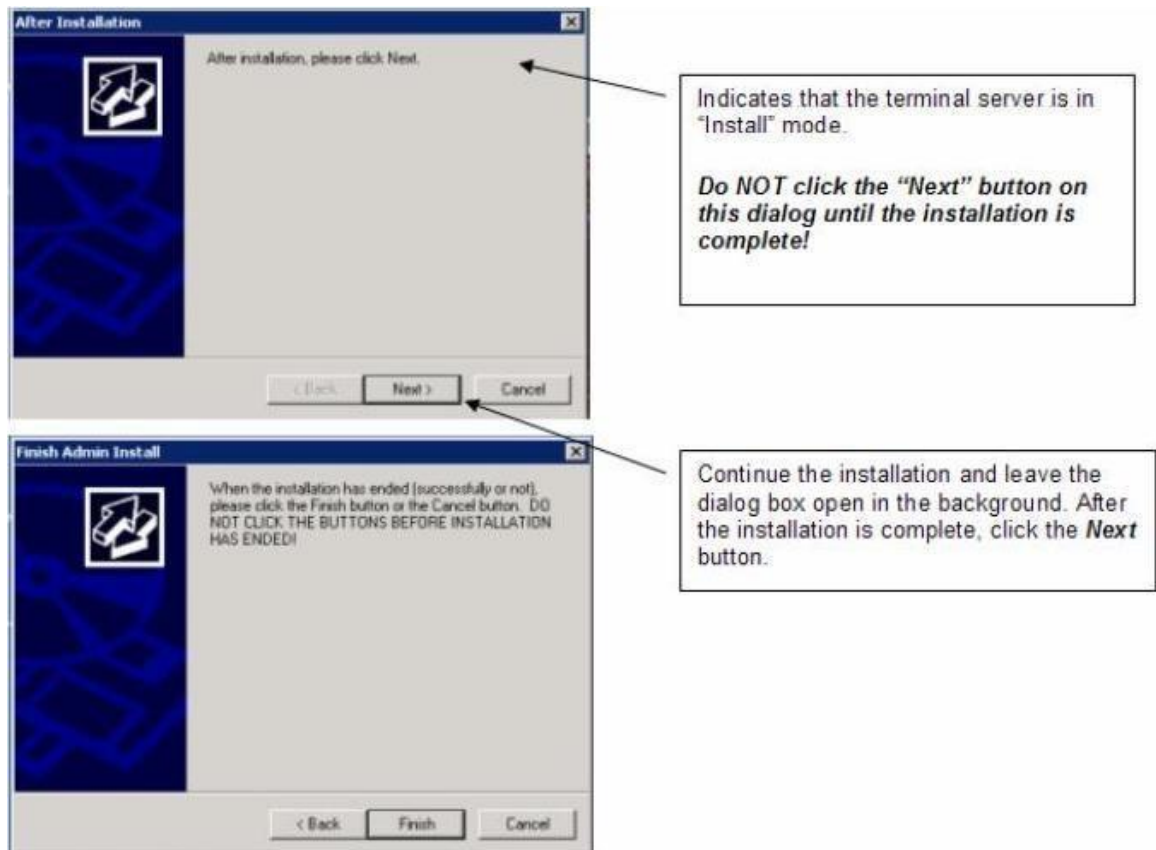 After Installation
After installation, please click Next.
Indicates that the terminal server is in
“Install” mode.
Do NOT click the “Next” button on
this dialog until the installation is
complete!
< Back
Next >
Cancel
Finish Admin Install
When the installation has ended (successfully or not),
please click the Finish button or the Cancel button. DO
NOT CLICK THE BUTTONS BEFORE INSTALLATION
HAS ENDED!
Continue the installation and leave the
dialog box open in the background. After
the installation is complete, click the Next
button.
< Back
Finish
Cancel